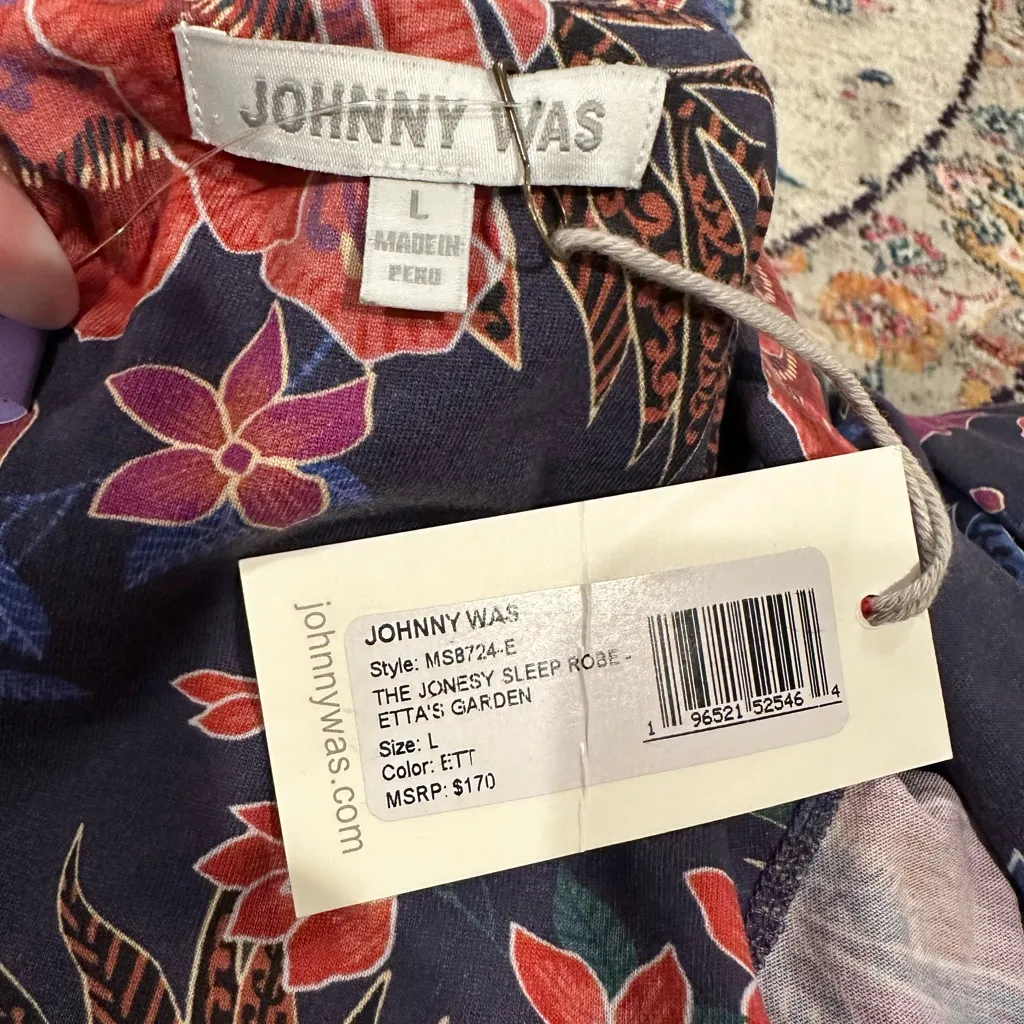 JOHNNY WAS
L
MADE IN
PERU
johnnywas.com
JOHNNY WAS
Style: MS8724-E
THE JONESY SLEEP ROBE -
ETTA'S GARDEN
Size: L
Color: ETT
MSRP: $170
1 96521 52546 4